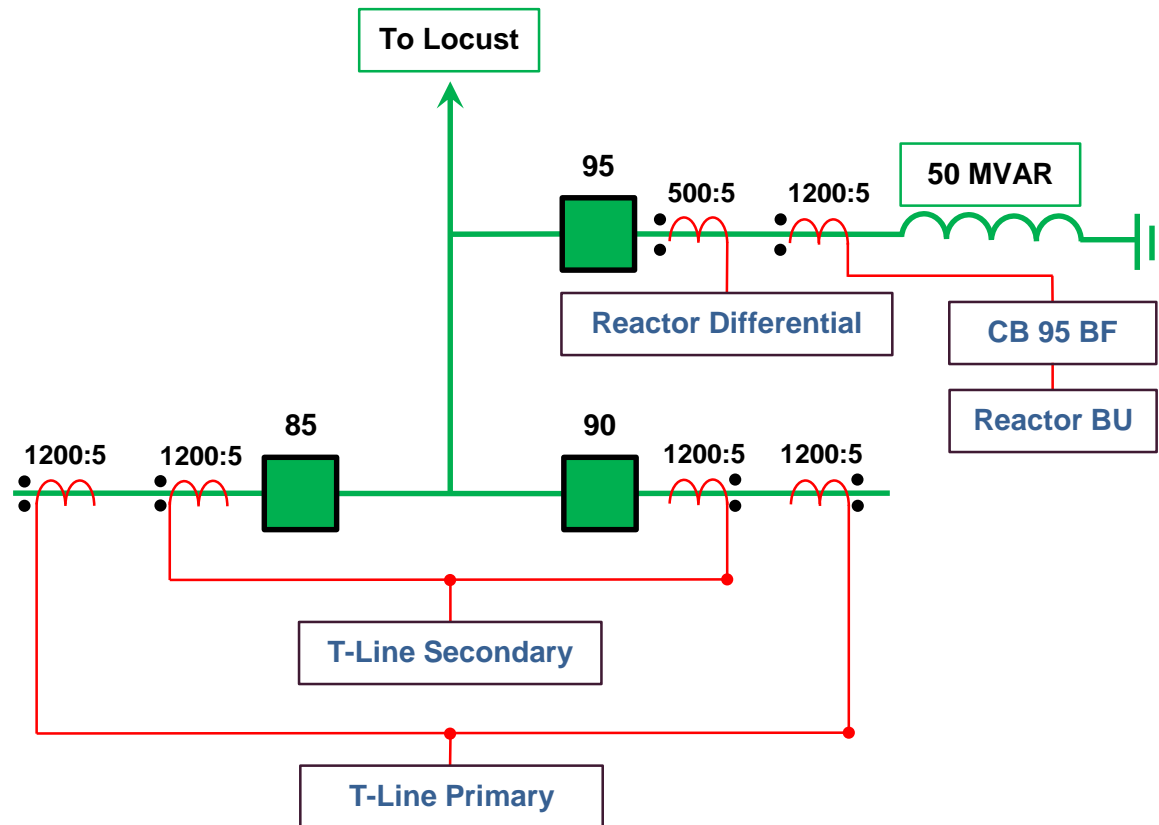 To Locust
95
500:5
1200:5
50 MVAR
Reactor Differential
CB 95 BF
Reactor BU
85
90
1200:5
1200:5
1200:5
1200:5
T-Line Secondary
T-Line Primary